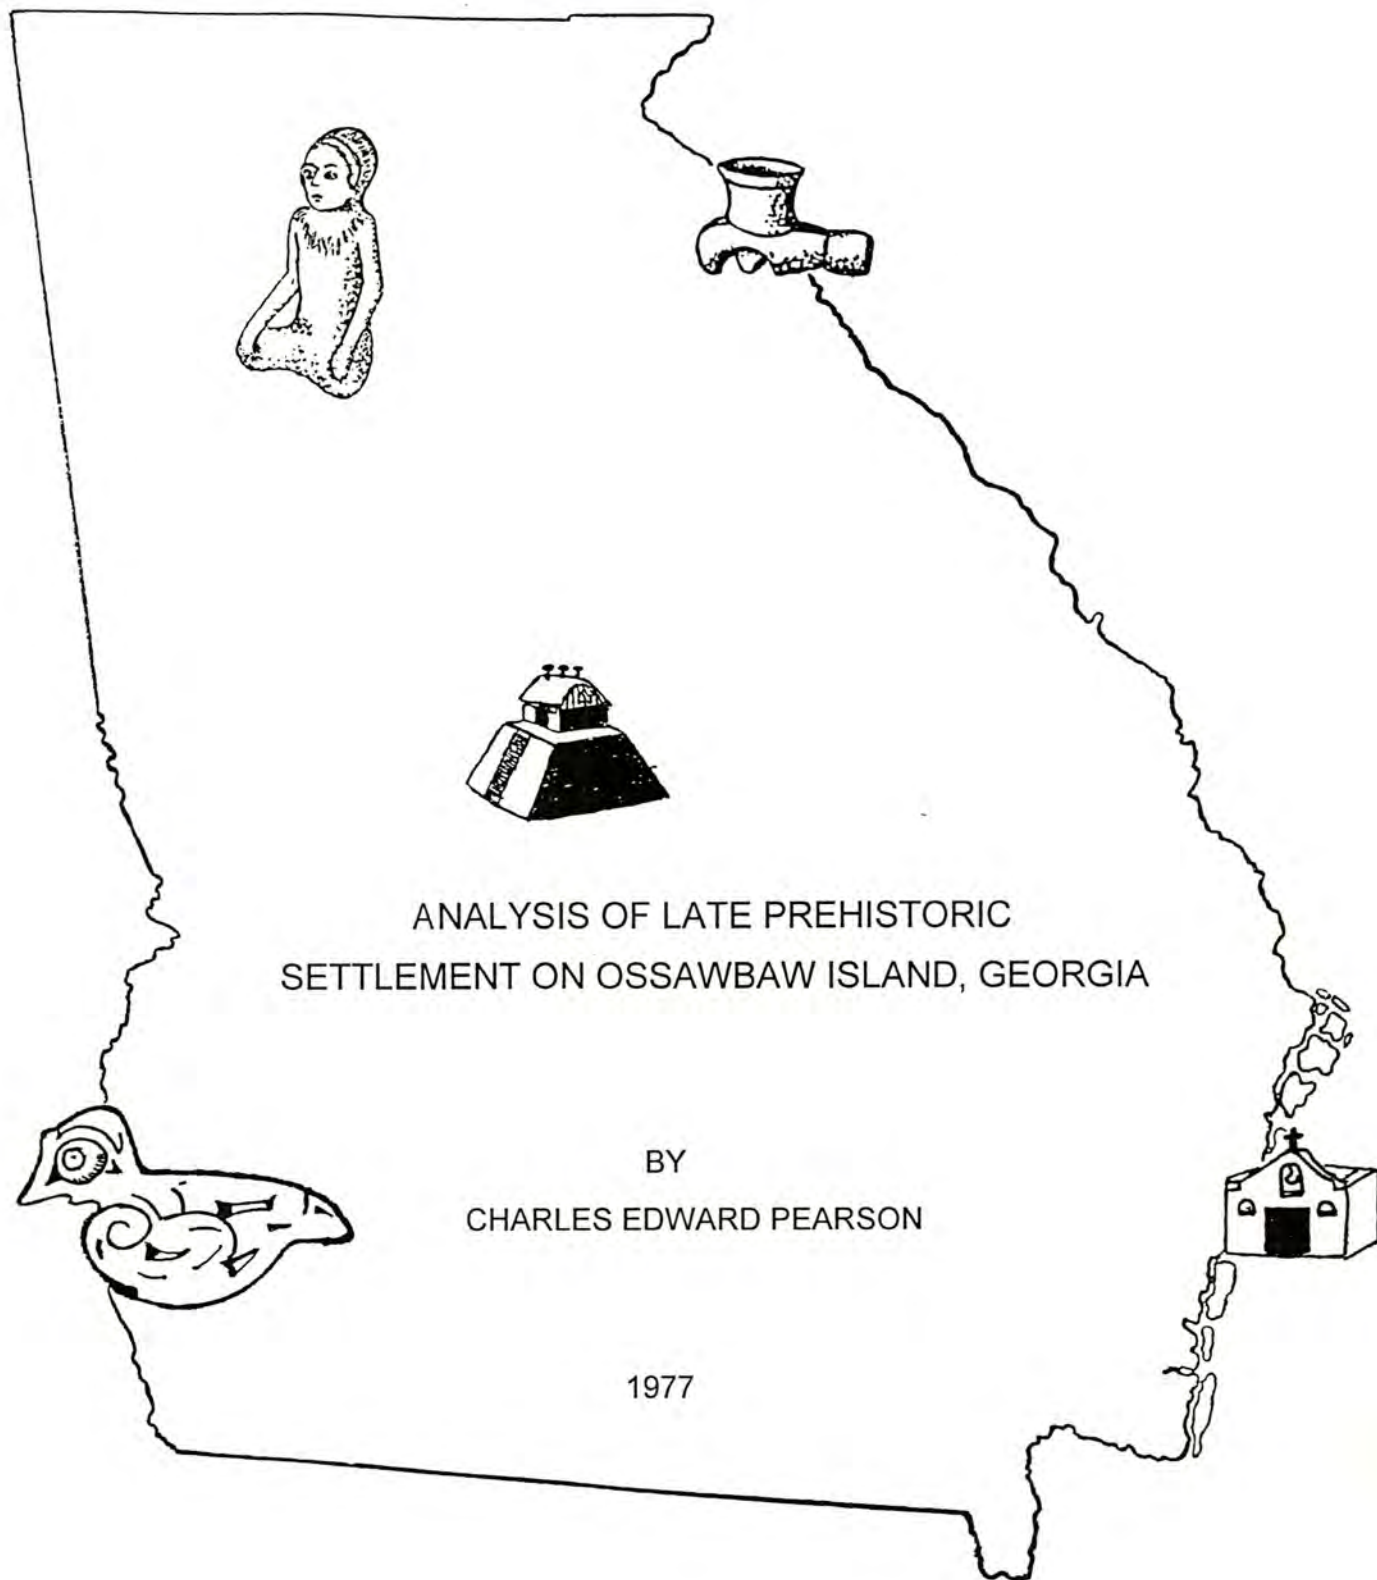 ANALYSIS OF LATE PREHISTORIC
SETTLEMENT ON OSSAWBAW ISLAND, GEORGIA
BY
CHARLES EDWARD PEARSON
1977